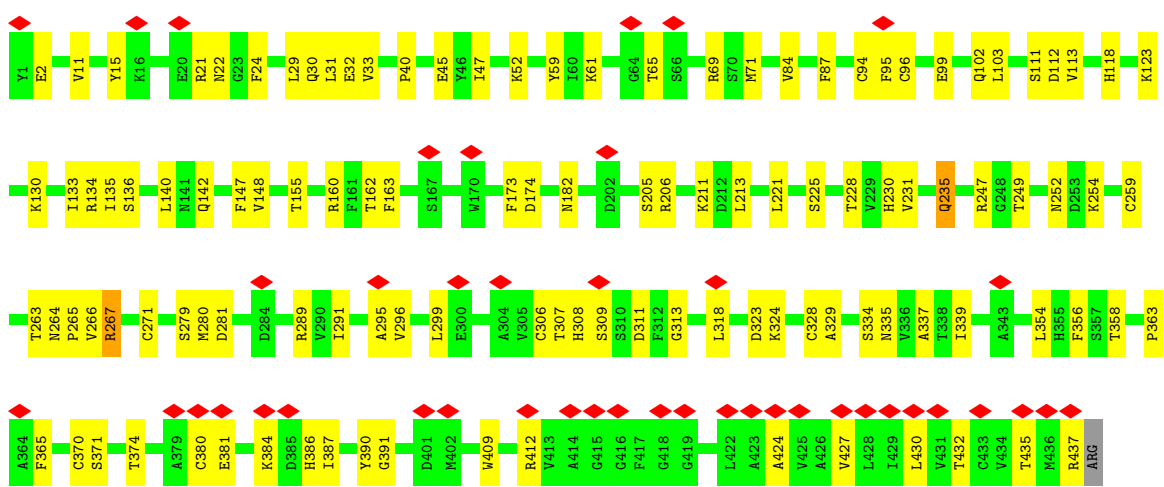 Y1 E2 V11 Y15 K16 E20 R21 N22 G23 F24 L29 Q30 L31 E32 V33 P40 E45 Y46 I47 K52 Y59 I60 K61 G64 T65 S66 R69 S70 M71 V84 F87 C94 F95 C96 E99 Q102 L103 S111 D112 V113 H118 K123
K130 I133 R134 I135 S136 L140 N141 Q142 F147 V148 T155 R160 F161 T162 F163 S167 W170 F173 D174 N182 D202 S205 R206 K211 D212 L213 L221 S225 T228 V229 H230 V231 Q235 R247 G248 T249 N252 D253 K254 C259
T263 N264 P265 V266 R267 C271 S279 M280 D281 D284 R289 V290 I291 A295 V296 L299 E300 A304 V305 C306 T307 H308 S309 S310 D311 F312 G313 L318 D323 K324 C328 A329 S334 N335 V336 A337 T338 I339 A343 L354 H355 F356 S357 T358 P363
A364 F365 C370 S371 T374 A379 C380 E381 K384 D385 H386 I387 Y390 G391 D401 M402 W409 R412 V413 A414 G415 G416 F417 G418 G419 L422 A423 A424 V425 A426 V427 L428 I429 L430 V431 T432 C433 V434 T435 M436 R437 ARG